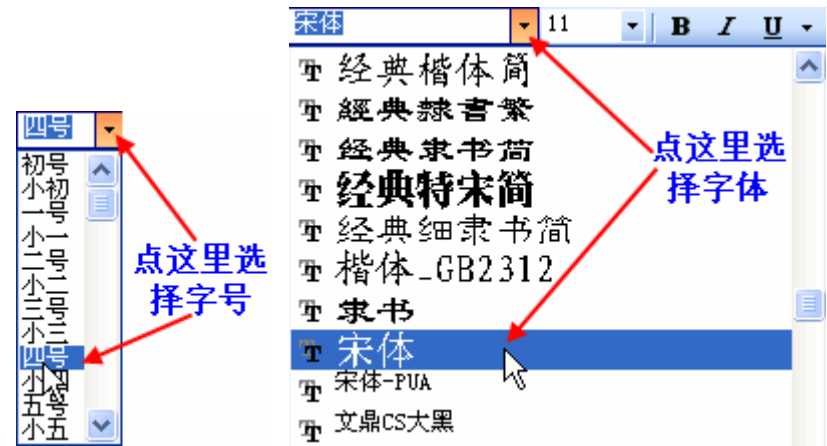 四号
初号
小初
一号
小一
二号
小二
三号
小三
四号
小四
五号
小五
点这里选
择字号
宋体 11 B I U
经典楷体简
經典隸書繁
经典隶书简
经典特宋简
经典细隶书简
楷体_GB2312
隶书
宋体
宋体-PUA
文鼎CS大黑
点这里选
择字体